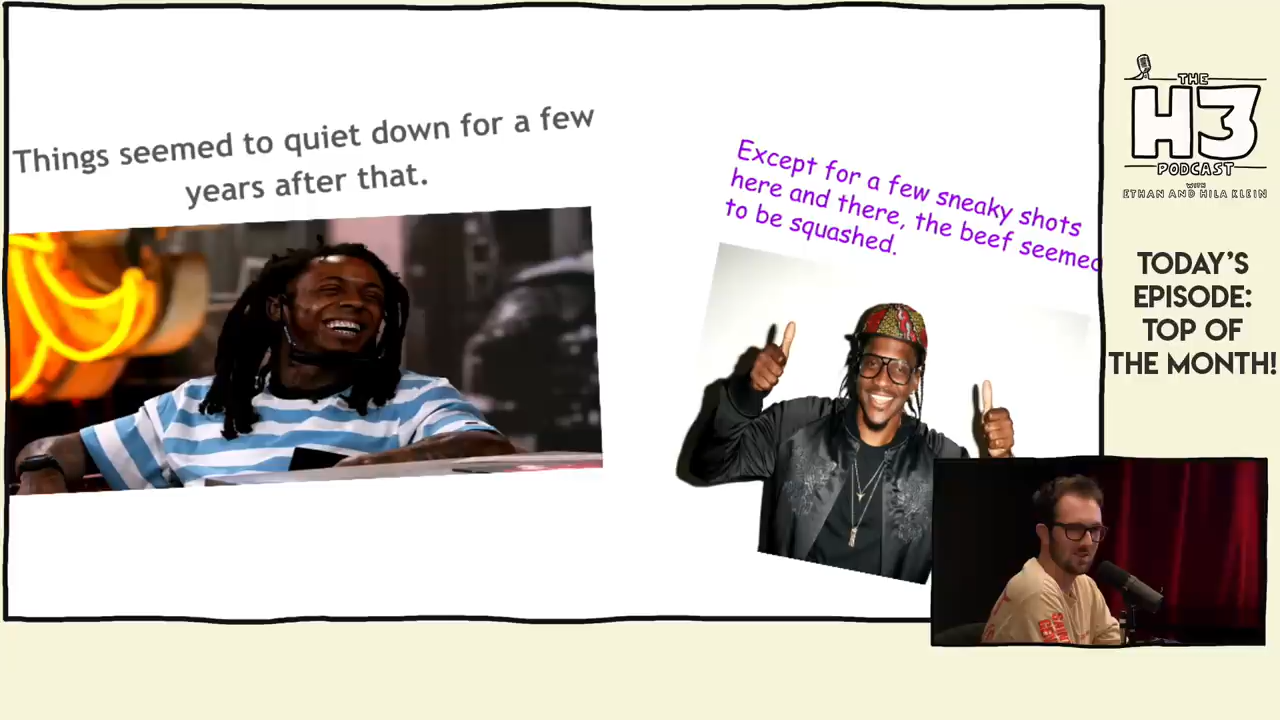 Things seemed to quiet down for a few
years after that.
Except for a few sneaky shots
here and there, the beef seemed
to be squashed.
THE
H3
PODCAST
WITH
ETHAN AND HILA KLEIN
TODAY'S
EPISODE:
TOP OF
THE MONTH!